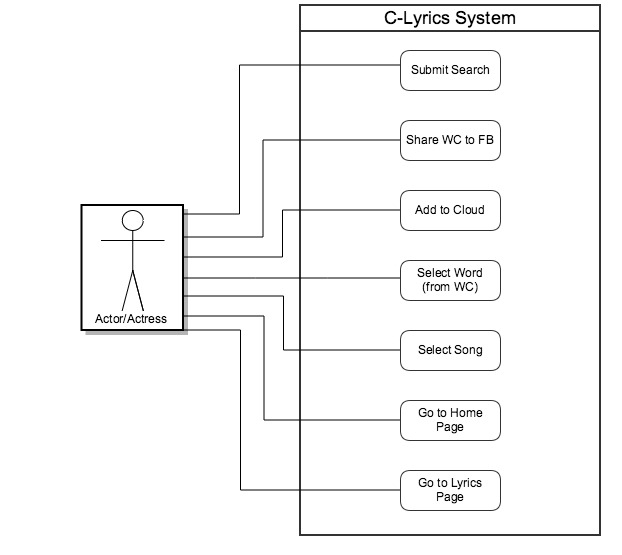 C-Lyrics System
Submit Search
Share WC to FB
Add to Cloud
Select Word
(from WC)
Actor/Actress
Select Song
Go to Home
Page
Go to Lyrics
Page